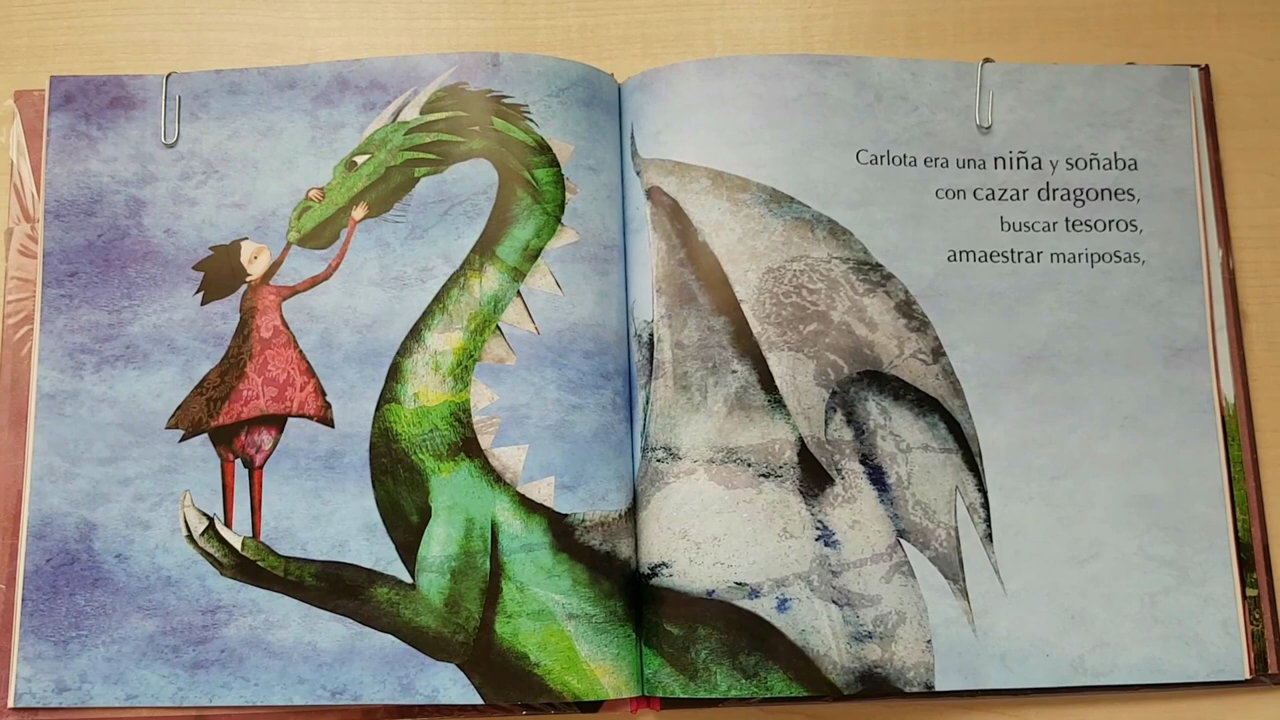 Carlota era una niña y soñaba
con cazar dragones,
buscar tesoros,
amaestrar mariposas,